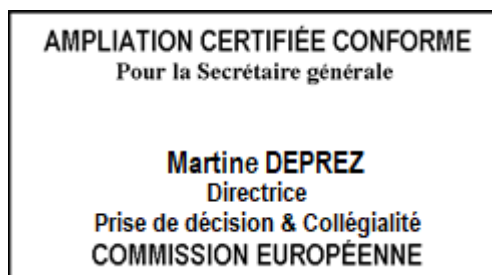 AMPLIATION CERTIFIÉE CONFORME
Pour la Secrétaire générale
Martine DEPREZ
Directrice
Prise de décision & Collégialité
COMMISSION EUROPÉENNE